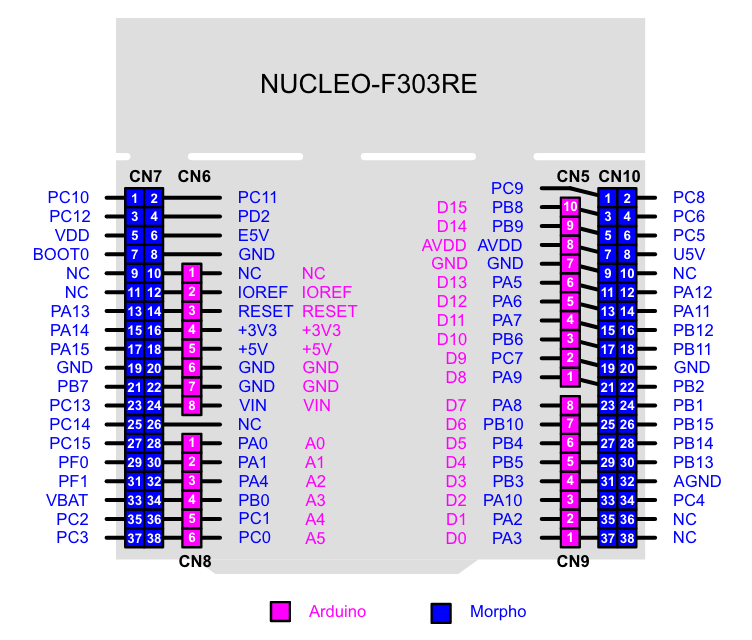 NUCLEO-F303RE
CN7 CN6 CN5 CN10
PC9
PC10 1 2 PC11 1 2 PC8
D15 PB8 10
PC12 3 4 PD2 3 4 PC6
D14 PB9 9
VDD 5 6 E5V 5 6 PC5
AVDD AVDD 8
BOOT0 7 8 GND 7 8 U5V
GND GND 7
NC 9 10 1 NC NC 9 10 NC
D13 PA5 6
NC 11 12 2 IOREF IOREF 11 12 PA12
D12 PA6 5
PA13 13 14 3 RESET RESET 13 14 PA11
D11 PA7 4
PA14 15 16 4 +3V3 +3V3 15 16 PB12
D10 PB6 3
PA15 17 18 5 +5V +5V 17 18 PB11
D9 PC7 2
GND 19 20 6 GND GND 19 20 GND
D8 PA9 1
PB7 21 22 7 GND GND 21 22 PB2
PC13 23 24 8 VIN VIN D7 PA8 8 23 24 PB1
PC14 25 26 NC D6 PB10 7 25 26 PB15
PC15 27 28 1 PA0 A0 D5 PB4 6 27 28 PB14
PF0 29 30 2 PA1 A1 D4 PB5 5 29 30 PB13
PF1 31 32 3 PA4 A2 D3 PB3 4 31 32 AGND
VBAT 33 34 4 PB0 A3 D2 PA10 3 33 34 PC4
PC2 35 36 5 PC1 A4 D1 PA2 2 35 36 NC
PC3 37 38 6 PC0 A5 D0 PA3 1 37 38 NC
CN8 CN9
Arduino Morpho